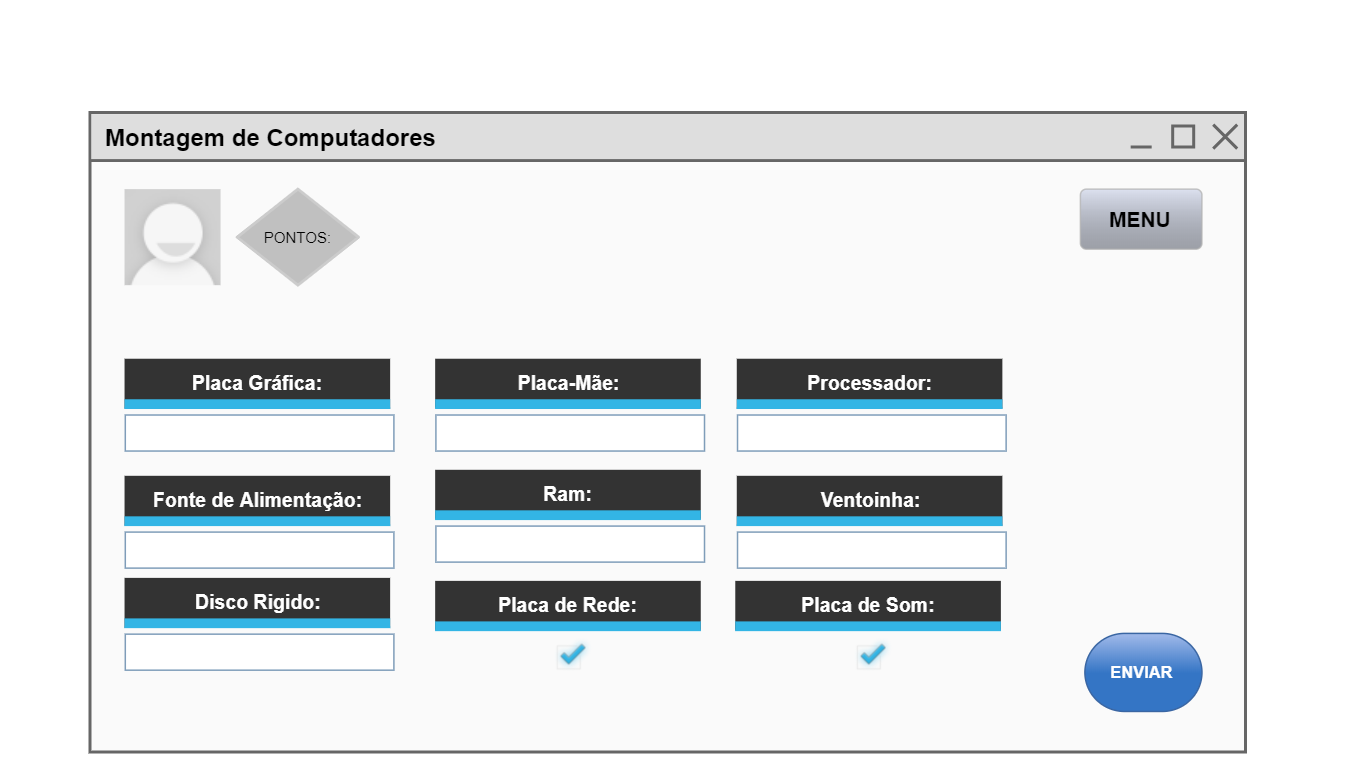 Montagem de Computadores
PONTOS:
MENU
Placa Gráfica:
Placa-Mãe:
Processador:
Fonte de Alimentação:
Ram:
Ventoinha:
Disco Rigido:
Placa de Rede:
Placa de Som:
ENVIAR